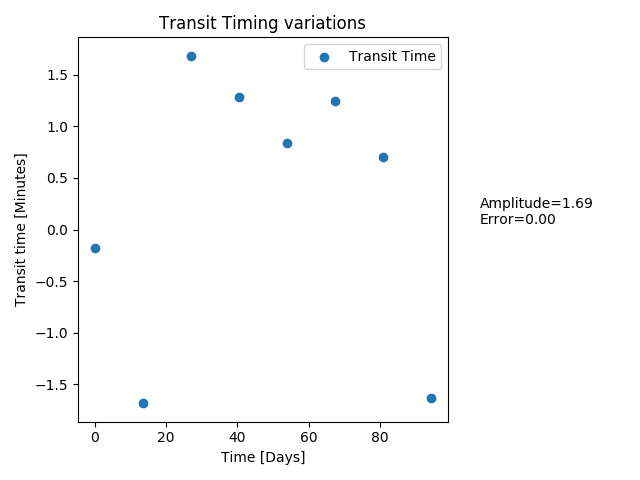 Transit Timing variations
Transit Time
1.5
1.0
0.5
0.0
−0.5
−1.0
−1.5
Transit time [Minutes]
0
20
40
60
80
Time [Days]
Amplitude=1.69
Error=0.00